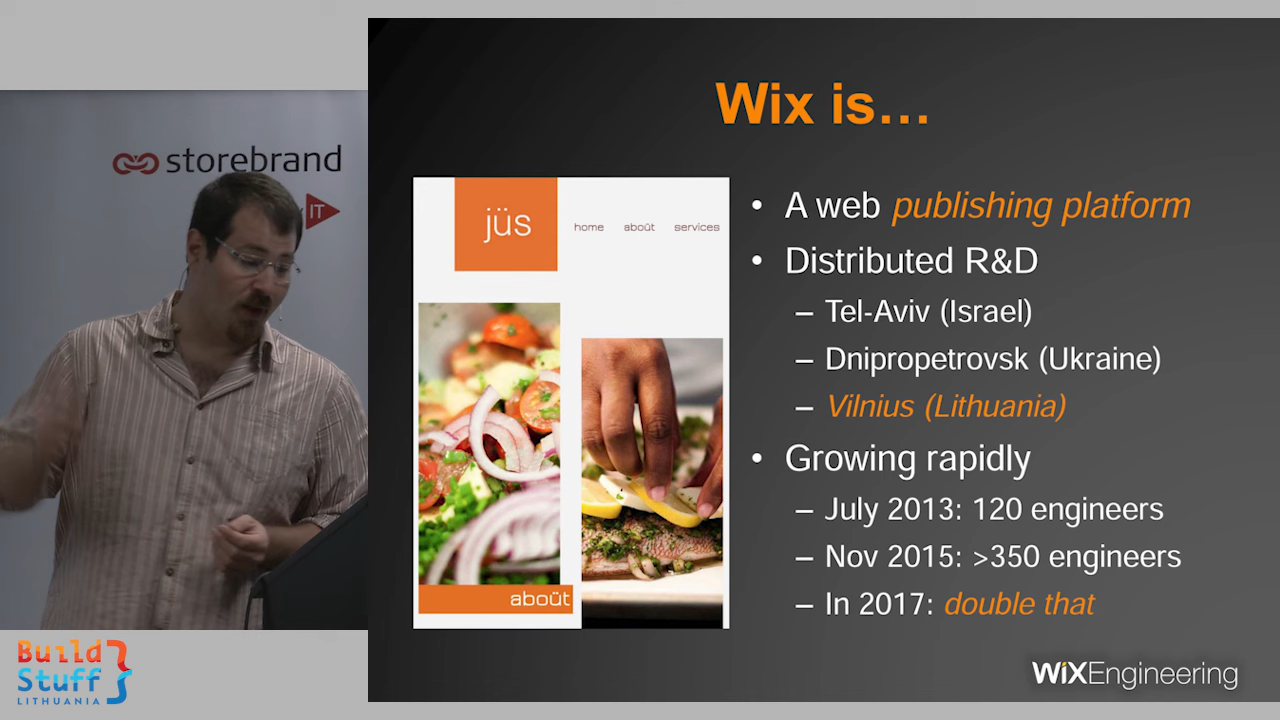 storebrand
IT
Build
Stuff
LITHUANIA
Wix is…
jüs
home aboüt services
aboüt
• A web publishing platform
• Distributed R&D
– Tel-Aviv (Israel)
– Dnipropetrovsk (Ukraine)
– Vilnius (Lithuania)
• Growing rapidly
– July 2013: 120 engineers
– Nov 2015: >350 engineers
– In 2017: double that
WiXEngineering